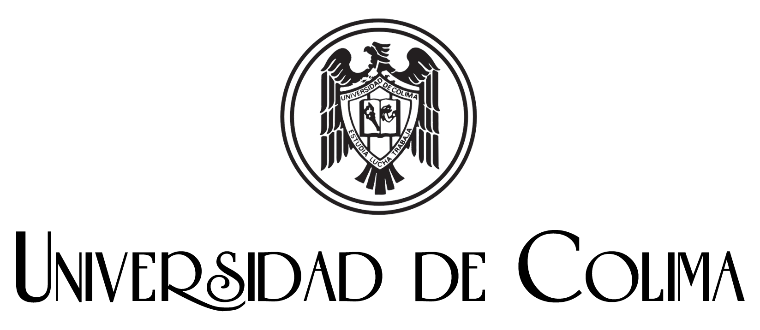 UNIVERSIDAD DE COLIMA
ESTUDIA LUCHA TRABAJA
UNIVERSIDAD DE COLIMA